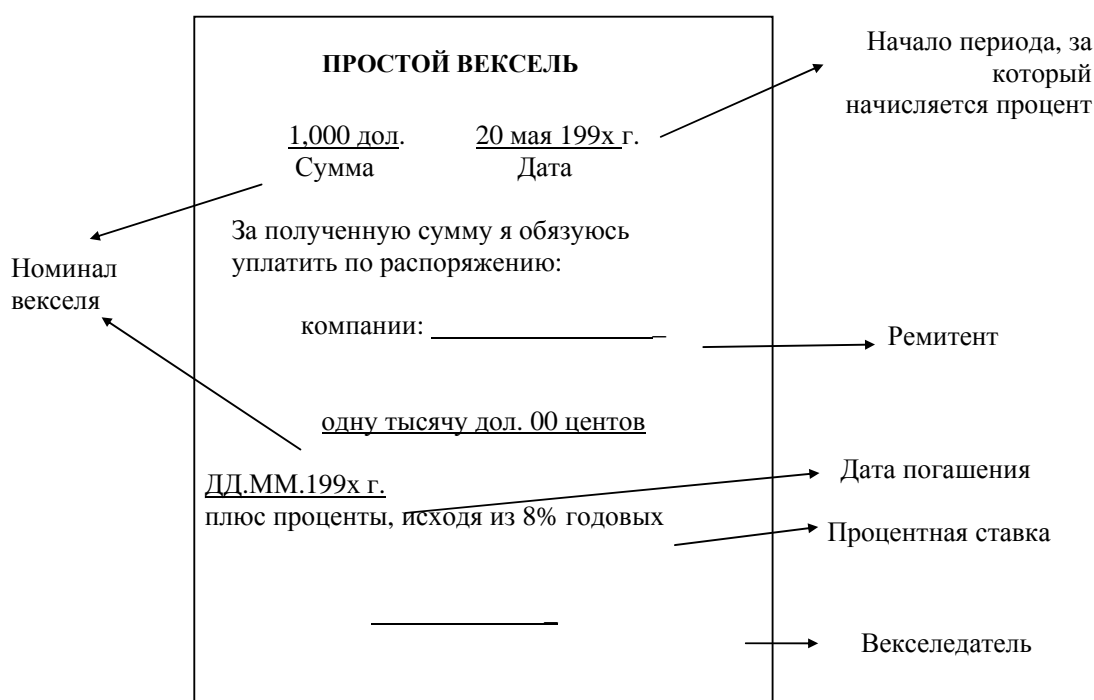 ПРОСТОЙ ВЕКСЕЛЬ
Начало периода, за
который
начисляется процент
1,000 дол. 20 мая 199х г.
Сумма Дата
За полученную сумму я обязуюсь
уплатить по распоряжению:
Номинал
векселя
компании: _
Ремитент
одну тысячу дол. 00 центов
ДД.ММ.199х г.
Дата погашения
плюс проценты, исходя из 8% годовых
Процентная ставка
Векселедатель